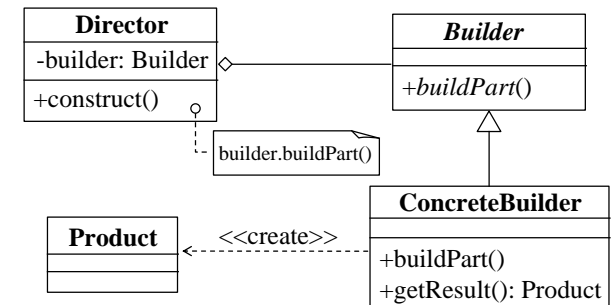 Director
-builder: Builder
+construct()
builder.buildPart()
Builder
+buildPart()
ConcreteBuilder
+buildPart()
+getResult(): Product
<<create>>
Product